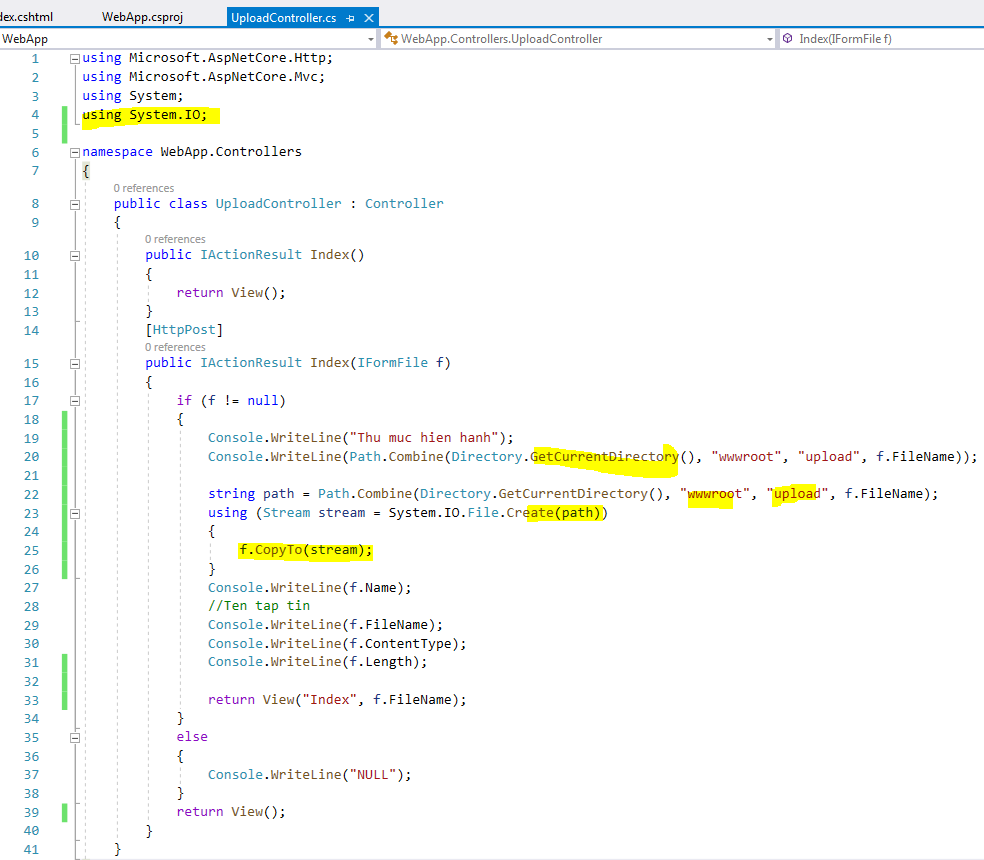 dex.cshtml WebApp.csproj UploadController.cs
WebApp WebApp.Controllers.UploadController Index(IFormFile f)
1 using Microsoft.AspNetCore.Http;
2 using Microsoft.AspNetCore.Mvc;
3 using System;
4 using System.IO;
5
6 namespace WebApp.Controllers
7 {
0 references
8 public class UploadController : Controller
9 {
0 references
10 public IActionResult Index()
11 {
12 return View();
13 }
14 [HttpPost]
0 references
15 public IActionResult Index(IFormFile f)
16 {
17 if (f != null)
18 {
19 Console.WriteLine("Thu muc hien hanh");
20 Console.WriteLine(Path.Combine(Directory.GetCurrentDirectory(), "wwwroot", "upload", f.FileName));
21
22 string path = Path.Combine(Directory.GetCurrentDirectory(), "wwwroot", "upload", f.FileName);
23 using (Stream stream = System.IO.File.Create(path))
24 {
25 f.CopyTo(stream);
26 }
27 Console.WriteLine(f.Name);
28 //Ten tap tin
29 Console.WriteLine(f.FileName);
30 Console.WriteLine(f.ContentType);
31 Console.WriteLine(f.Length);
32
33 return View("Index", f.FileName);
34 }
35 else
36 {
37 Console.WriteLine("NULL");
38 }
39 return View();
40 }
41 }